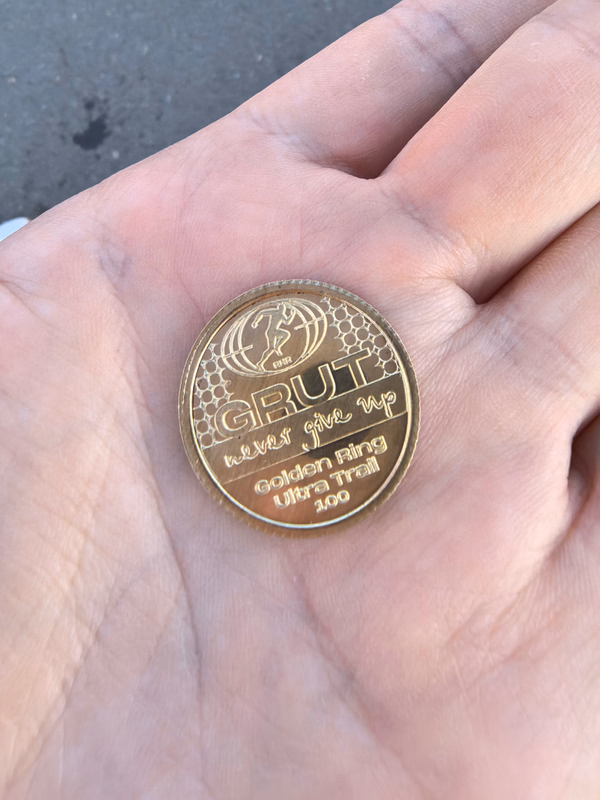 GRUT
never give up
Golden Ring
Ultra Trail
100